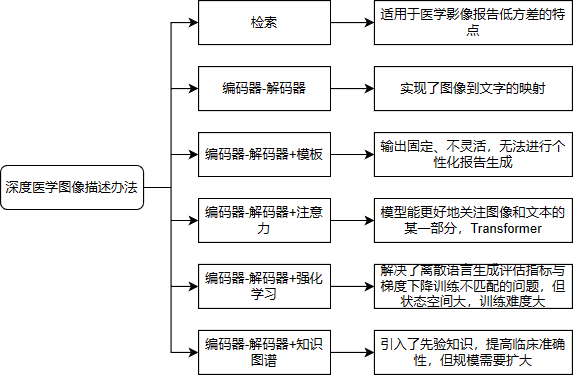 检索
适用于医学影像报告低方差的特
点
编码器-解码器
实现了图像到文字的映射
编码器-解码器+模板
输出固定、不灵活，无法进行个
性化报告生成
深度医学图像描述办法
编码器-解码器+注意
力
模型能更好地关注图像和文本的
某一部分，Transformer
编码器-解码器+强化
学习
解决了离散语言生成评估指标与
梯度下降训练不匹配的问题，但
状态空间大，训练难度大
编码器-解码器+知识
图谱
引入了先验知识，提高临床准确
性，但规模需要扩大